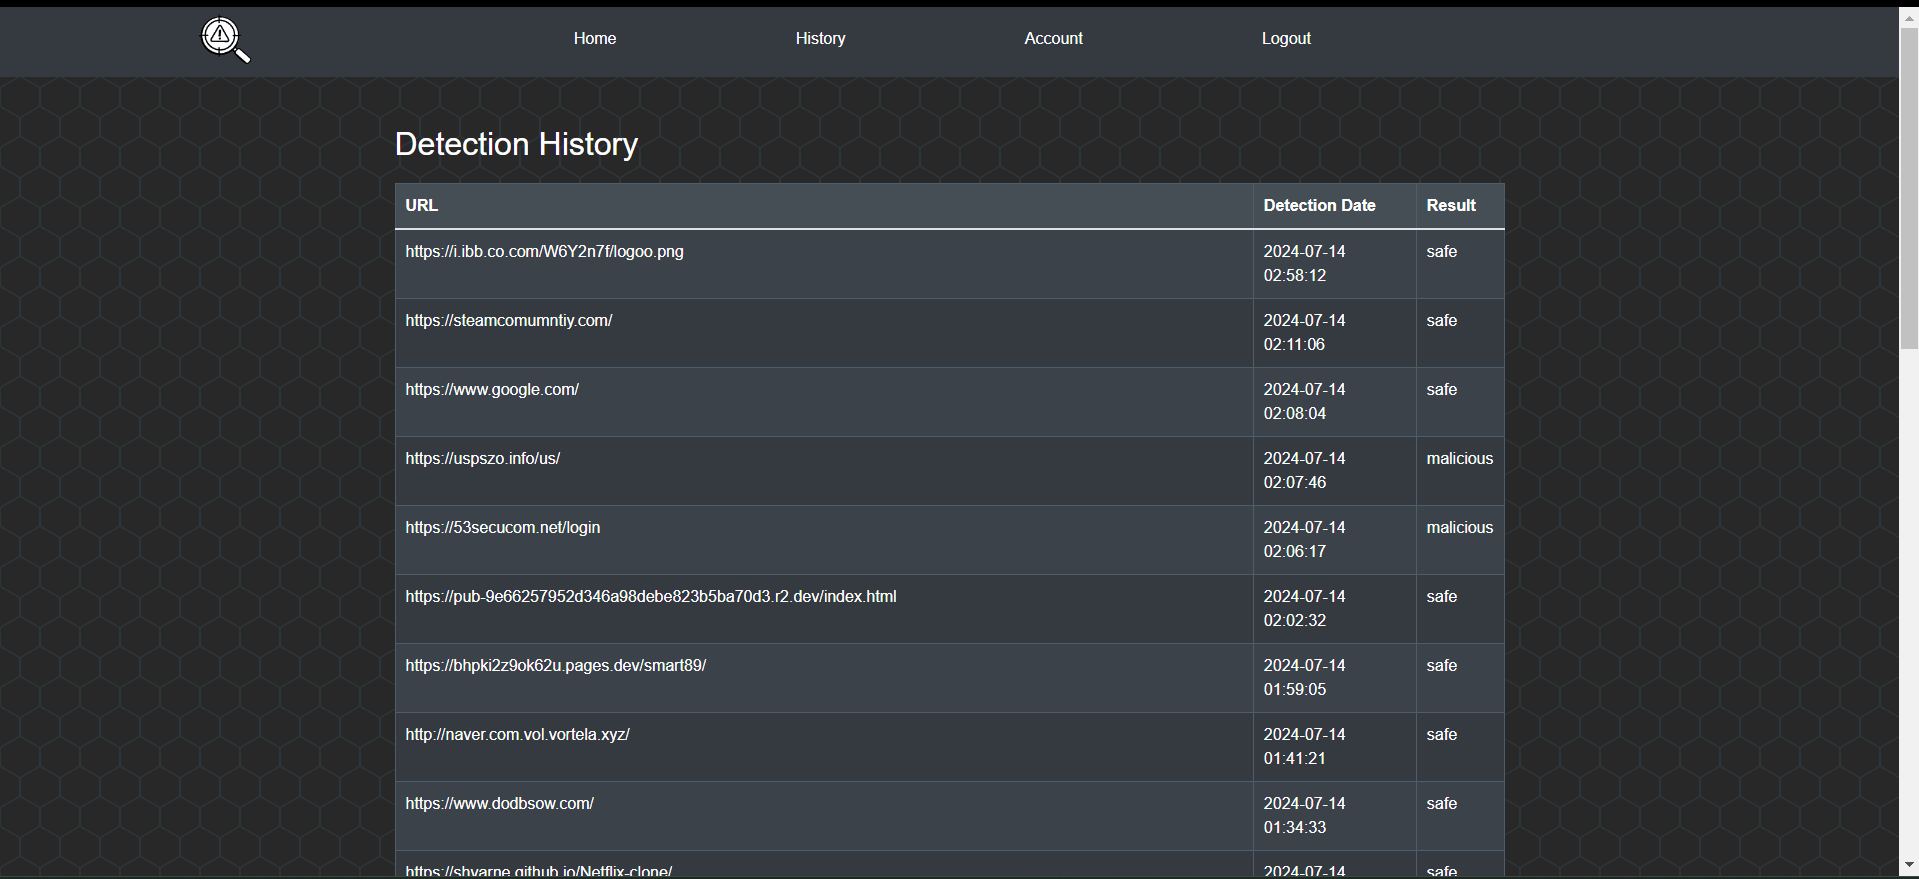 Home History Account Logout
Detection History
URL Detection Date Result
https://i.ibb.co.com/W6Y2n7f/logoo.png 2024-07-14 safe
02:58:12
https://steamcomumntiy.com/ 2024-07-14 safe
02:11:06
https://www.google.com/ 2024-07-14 safe
02:08:04
https://uspszo.info/us/ 2024-07-14 malicious
02:07:46
https://53secucom.net/login 2024-07-14 malicious
02:06:17
https://pub-9e66257952d346a98debe823b5ba70d3.r2.dev/index.html 2024-07-14 safe
02:02:32
https://bhpki2z9ok62u.pages.dev/smart89/ 2024-07-14 safe
01:59:05
http://naver.com.vol.vortela.xyz/ 2024-07-14 safe
01:41:21
https://www.dodbsow.com/ 2024-07-14 safe
01:34:33
https://shyarne.github.io/Netflix-clone/ 2024-07-14 safe